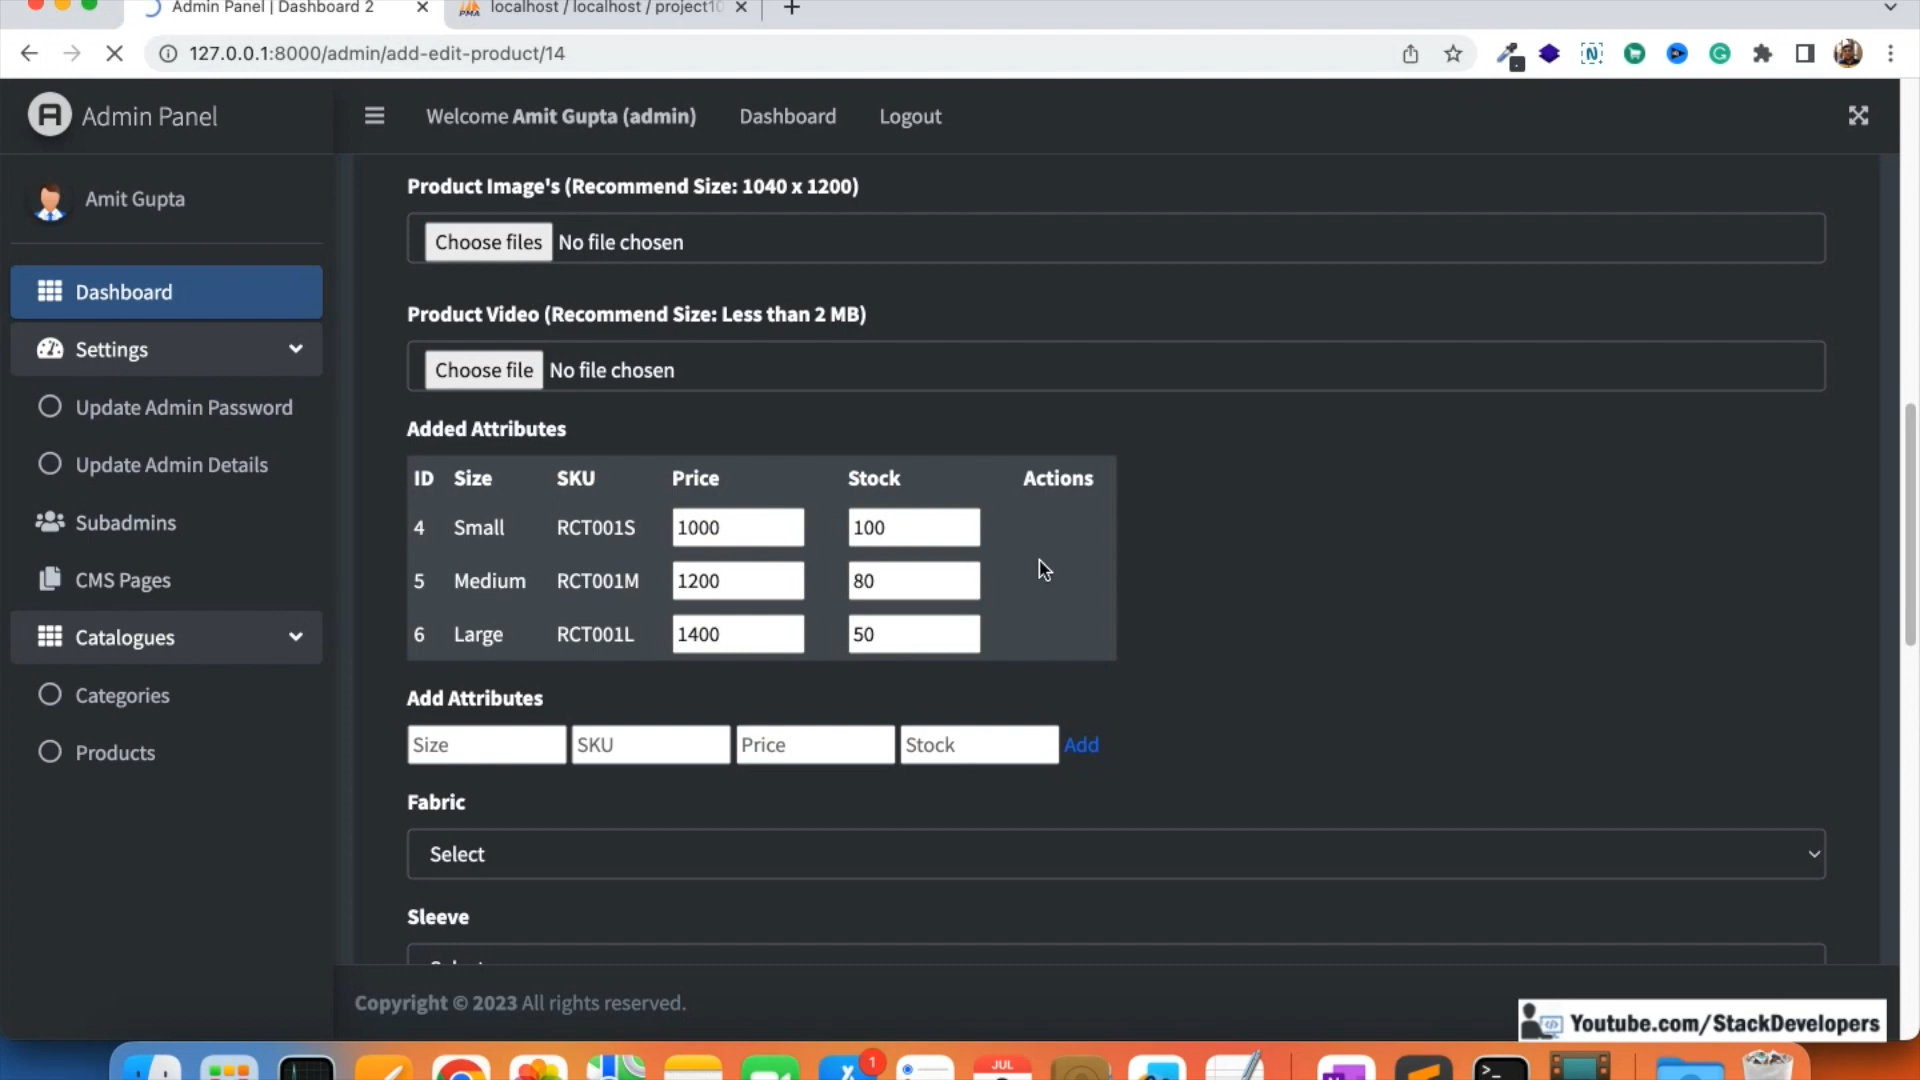 Admin Panel | Dashboard 2
localhost / localhost / project10
127.0.0.1:8000/admin/add-edit-product/14
Admin Panel
Welcome Amit Gupta (admin)
Dashboard
Logout
Amit Gupta
Dashboard
Settings
Update Admin Password
Update Admin Details
Subadmins
CMS Pages
Catalogues
Categories
Products
Product Image's (Recommend Size: 1040 x 1200)
Choose files No file chosen
Product Video (Recommend Size: Less than 2 MB)
Choose file No file chosen
Added Attributes
ID Size SKU Price Stock Actions
4 Small RCT001S 1000 100
5 Medium RCT001M 1200 80
6 Large RCT001L 1400 50
Add Attributes
Size SKU Price Stock Add
Fabric
Select
Sleeve
Copyright © 2023 All rights reserved.
Youtube.com/StackDevelopers
1
JUL